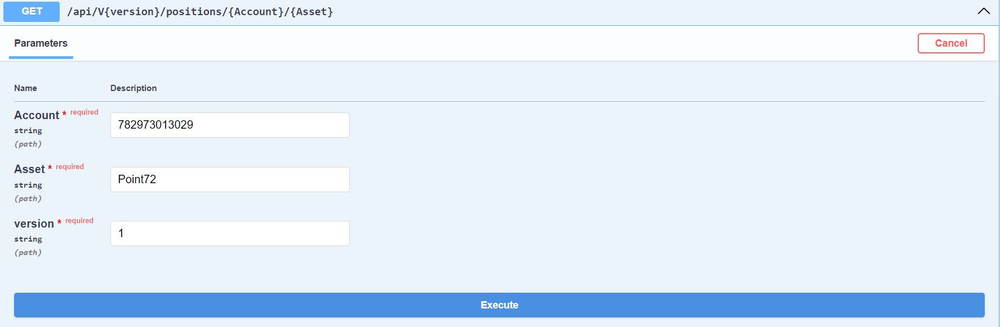 GET /api/V{version}/positions/{Account}/{Asset}
Parameters
Cancel
Name Description
Account * required
string
(path)
782973013029
Asset * required
string
(path)
Point72
version * required
string
(path)
1
Execute